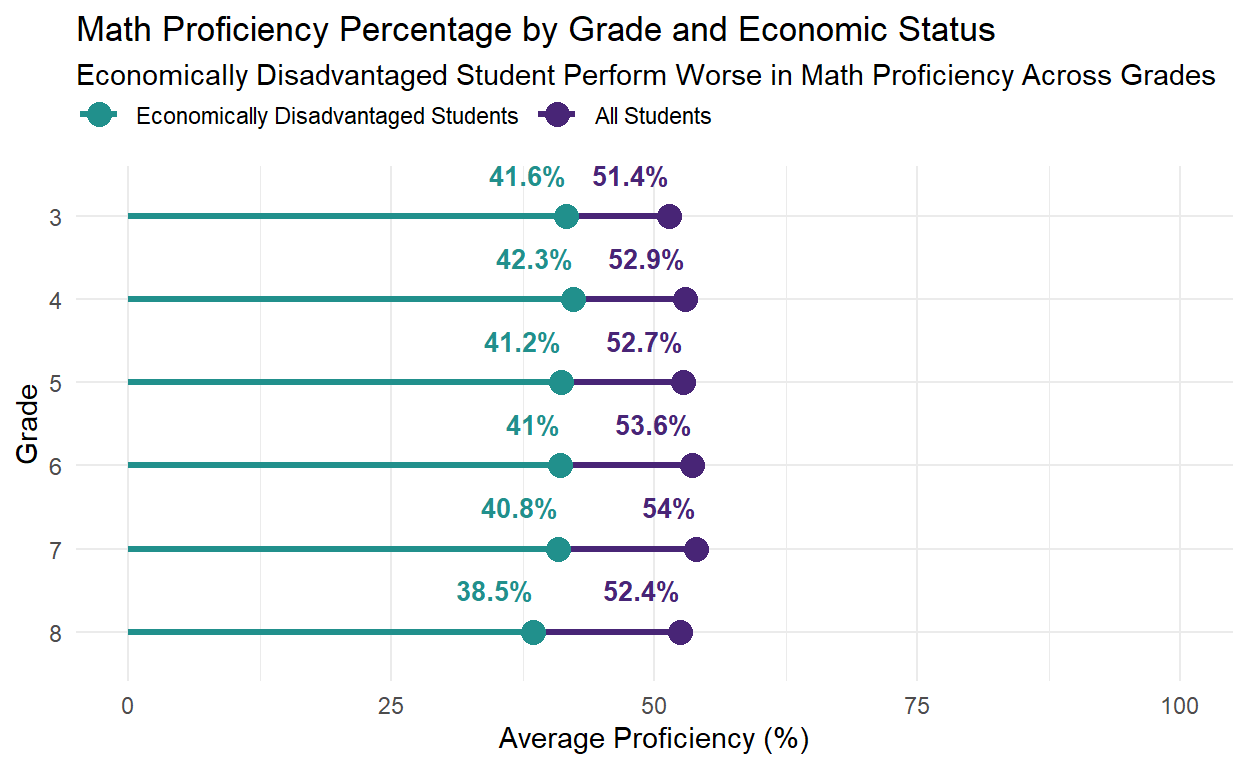 Math Proficiency Percentage by Grade and Economic Status
Economically Disadvantaged Student Perform Worse in Math Proficiency Across Grades
Economically Disadvantaged Students All Students
41.6% 51.4%
3
42.3% 52.9%
4
41.2% 52.7%
5
41% 53.6%
6
40.8% 54%
7
38.5% 52.4%
8
Grade
0 25 50 75 100
Average Proficiency (%)